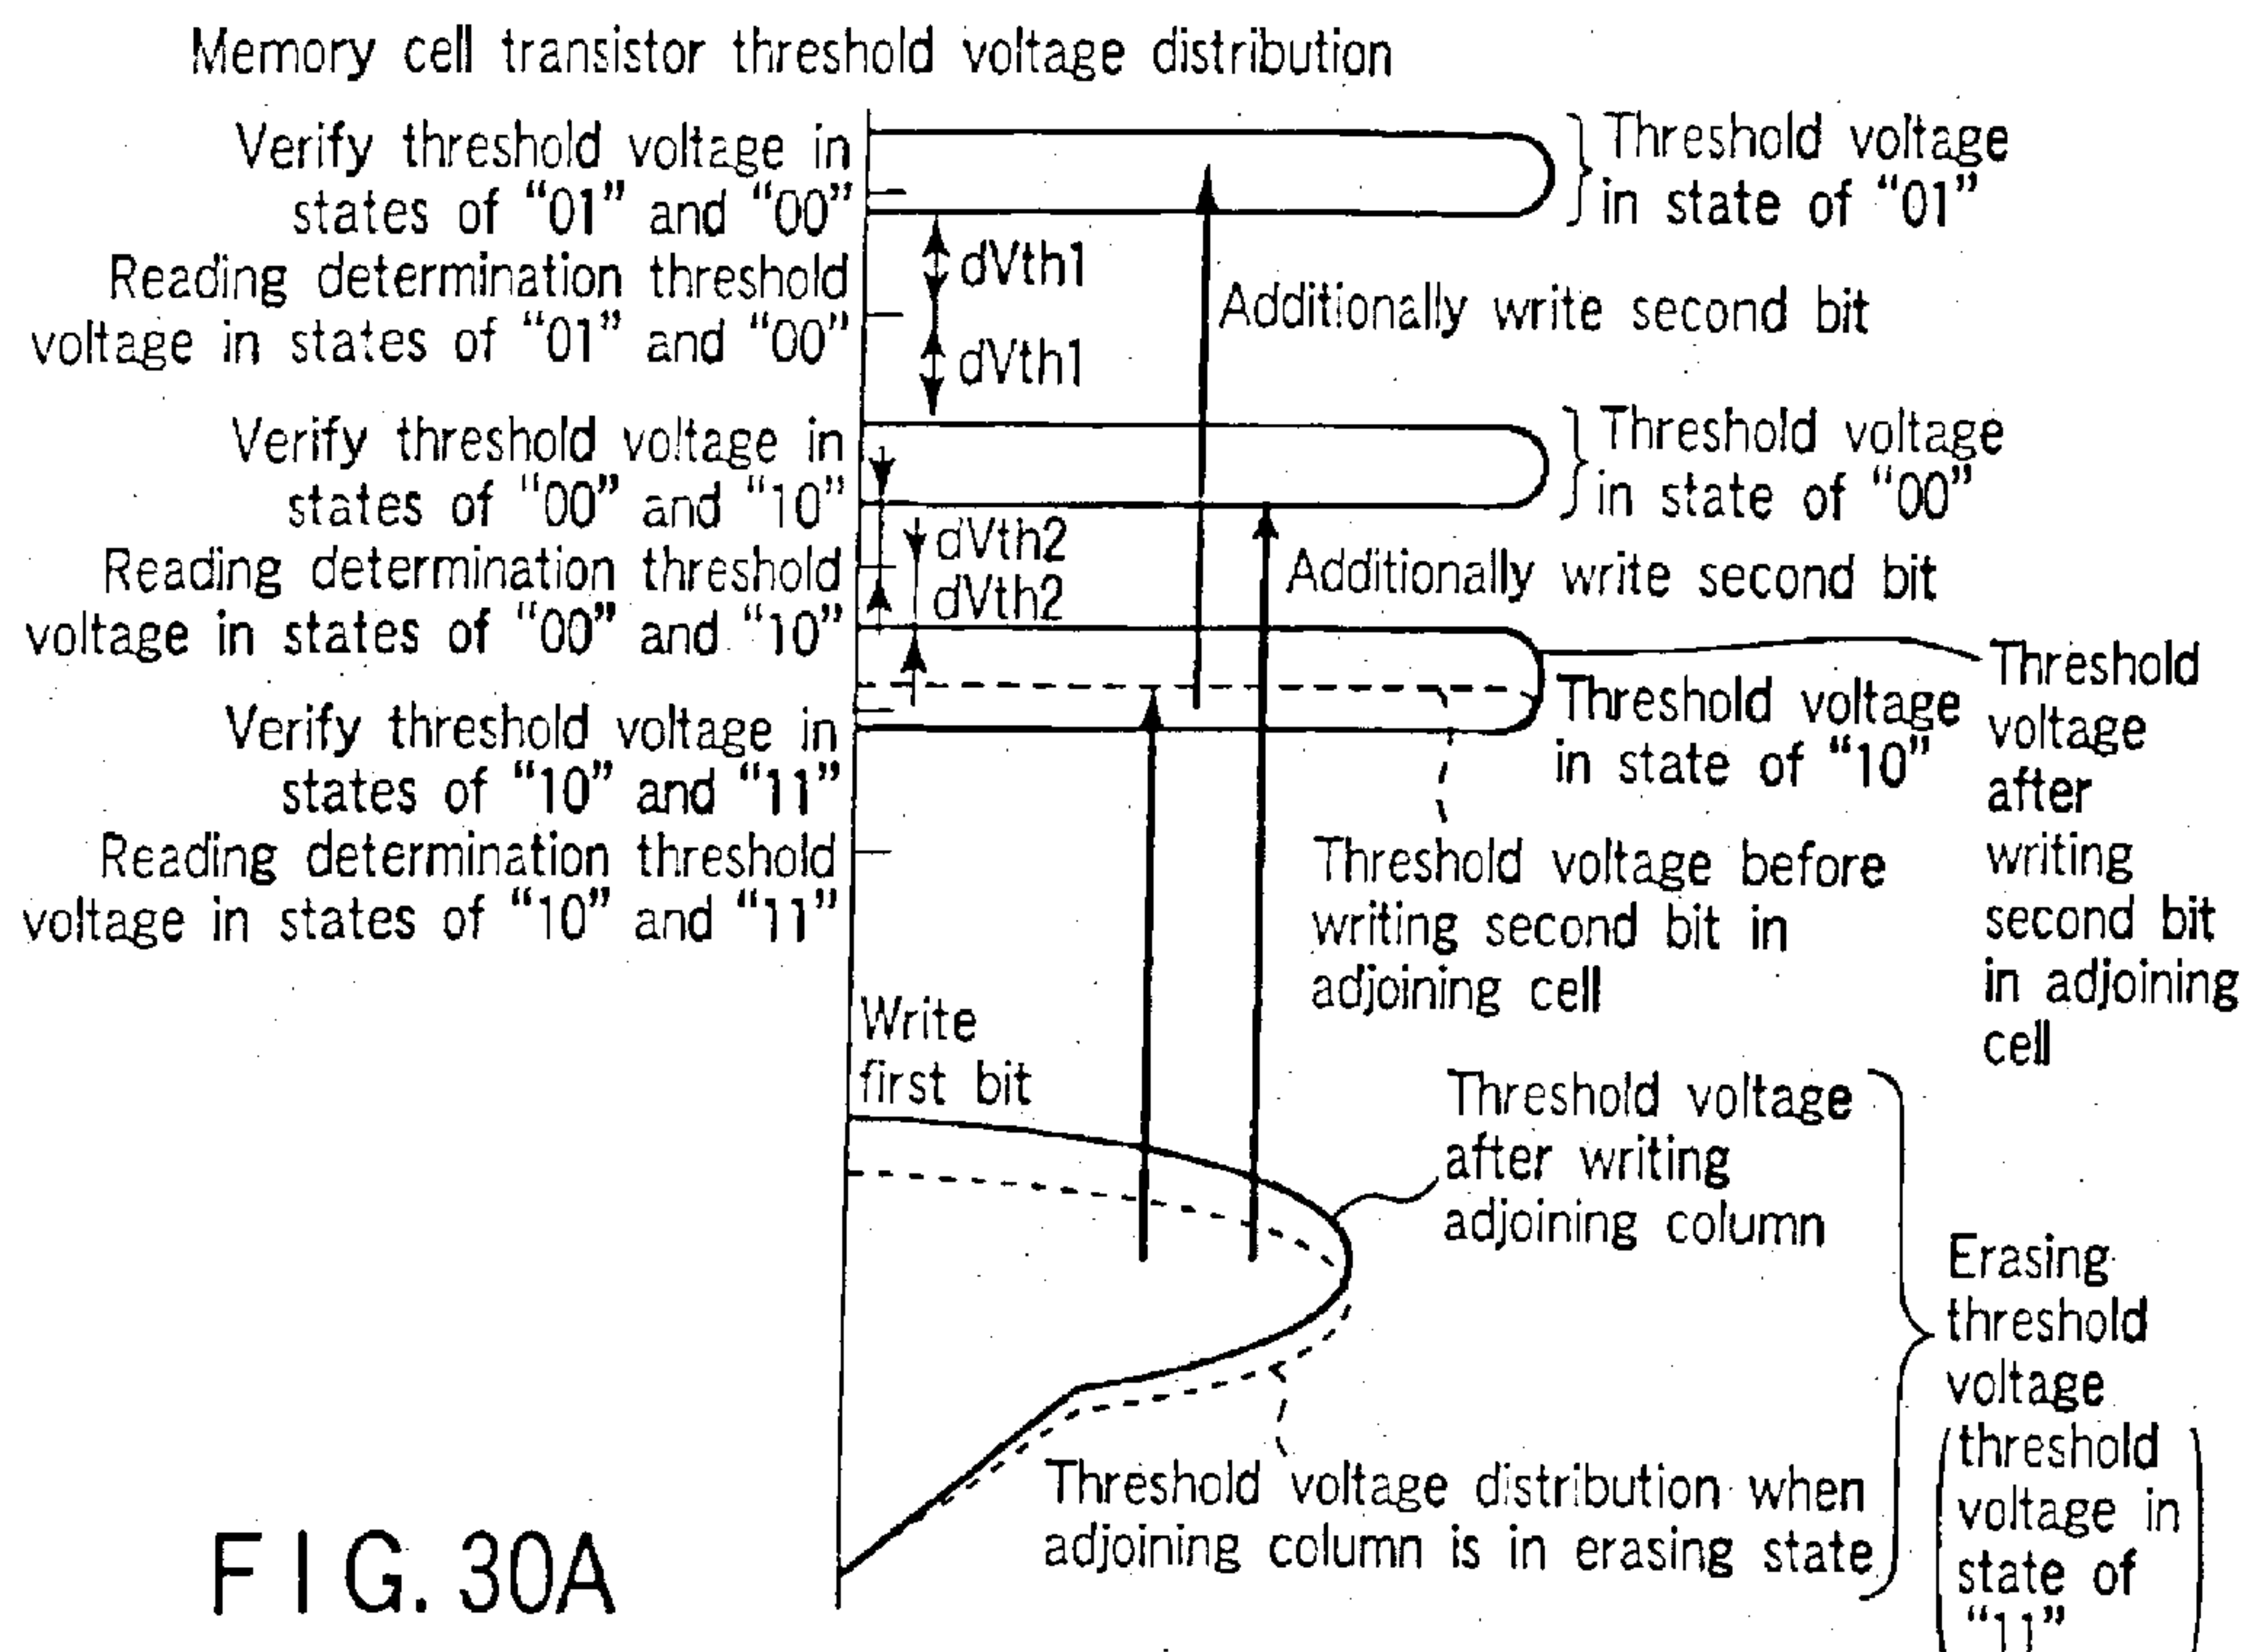 Memory cell transistor threshold voltage distribution
Verify threshold voltage in
states of “01” and “00”
Reading determination threshold
voltage in states of “01” and “00”
Verify threshold voltage in
states of “00” and “10”
Reading determination threshold
voltage in states of “00” and “10”
Verify threshold voltage in
states of “10” and “11”
Reading determination threshold
voltage in states of “10” and “11”
dVth1
dVth1
dVth2
dVth2
Additionally write second bit
Additionally write second bit
Threshold voltage
in state of “01”
Threshold voltage
in state of “00”
Threshold voltage
in state of “10”
Threshold
voltage
after
writing
second bit
in adjoining
cell
Threshold voltage before
writing second bit in
adjoining cell
Write
first bit
Threshold voltage
after writing
adjoining column
Threshold voltage distribution when
adjoining column is in erasing state
Erasing
threshold
voltage
(threshold
voltage in
state of
“11”
FIG. 30A